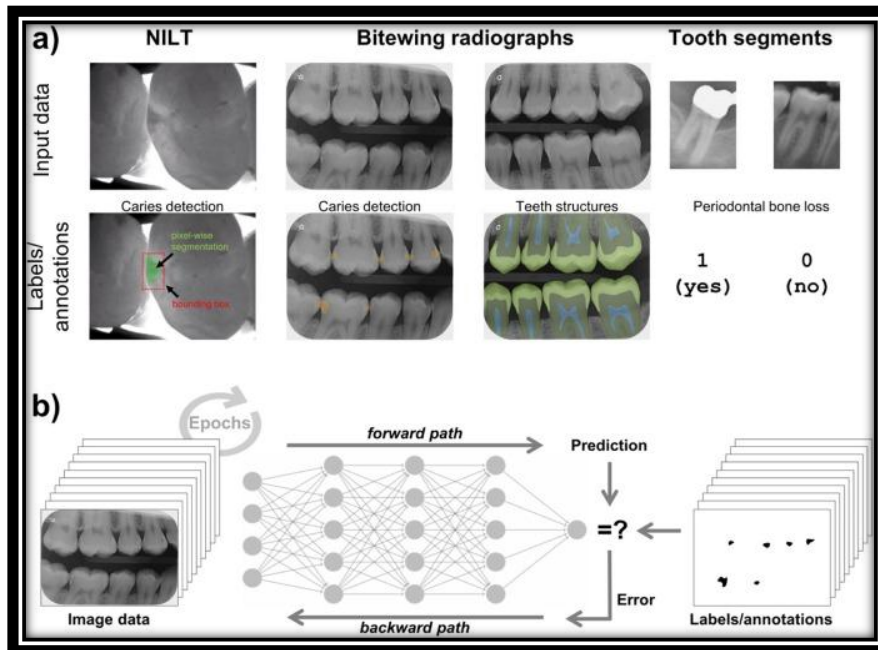 a)
NILT
Bitewing radiographs
Tooth segments
Input data
Caries detection
Caries detection
Teeth structures
Periodontal bone loss
Labels/
annotations
pixel-wise
segmentation
bounding box
1
(yes)
0
(no)
b)
Epochs
forward path
Prediction
=?
Error
backward path
Image data
Labels/annotations